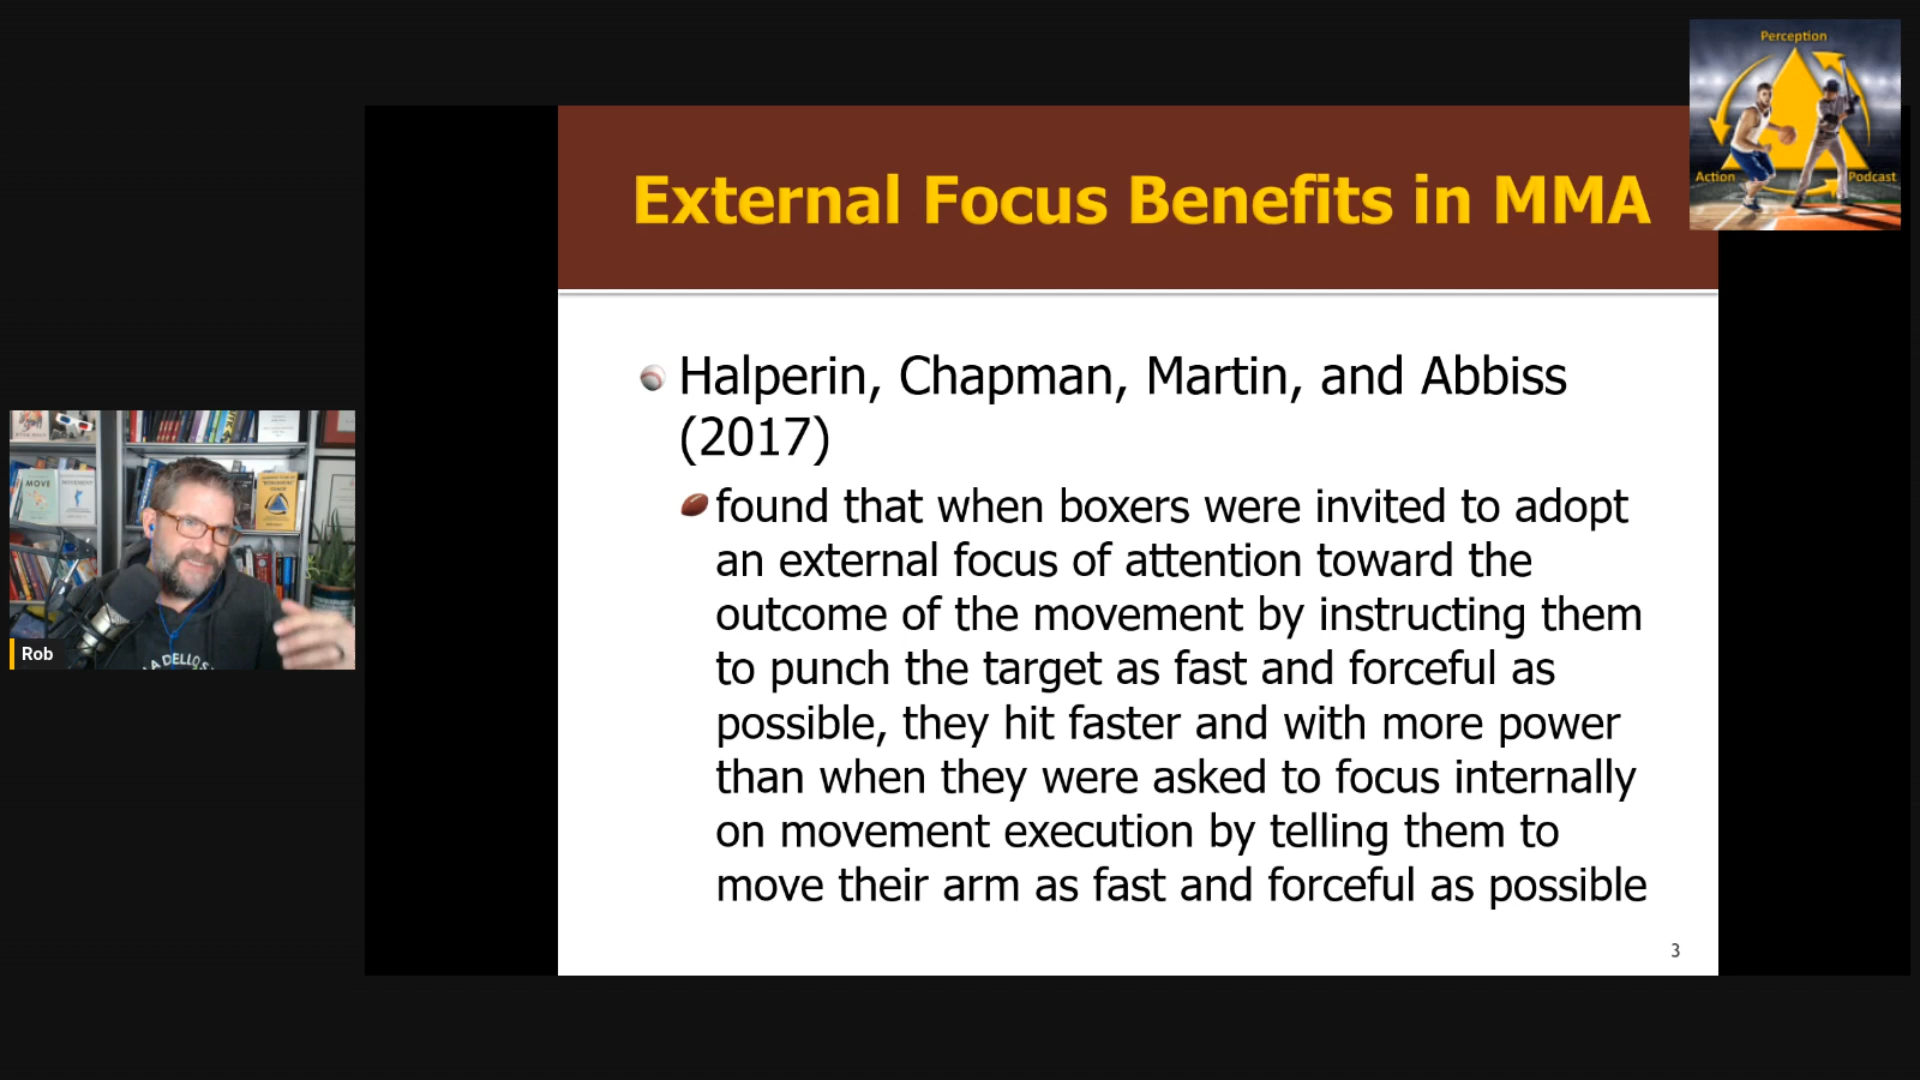 Perception
Action
Podcast
External Focus Benefits in MMA
Halperin, Chapman, Martin, and Abbiss
(2017)
found that when boxers were invited to adopt
an external focus of attention toward the
outcome of the movement by instructing them
to punch the target as fast and forceful as
possible, they hit faster and with more power
than when they were asked to focus internally
on movement execution by telling them to
move their arm as fast and forceful as possible
3
MOVE
Rob